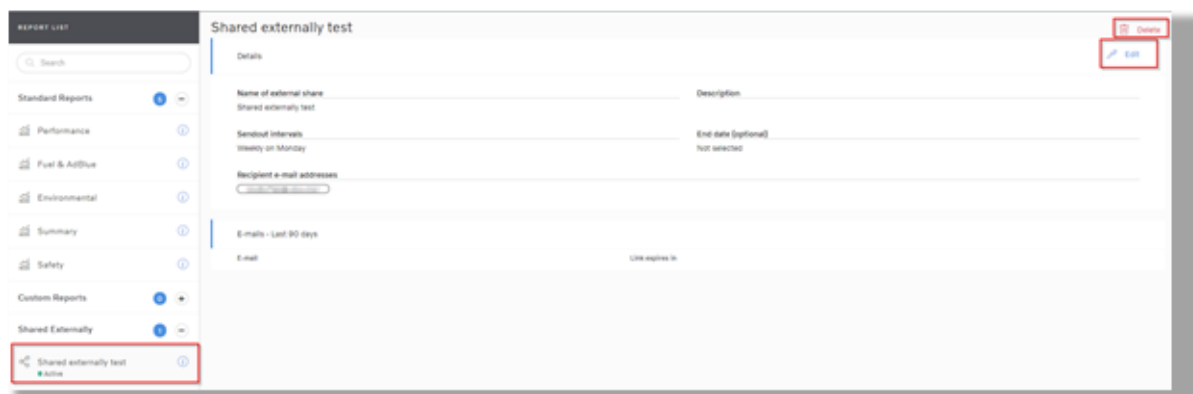 REPORT LIST
Search
Standard Reports 5
Performance
Fuel & AdBlue
Environmental
Summary
Safety
Custom Reports 0
Shared Externally
Shared externally test
Active
Shared externally test
Delete
Details
Edit
Name of external share
Shared externally test
Description
Sendout intervals
Weekly on Monday
End date (optional)
Not selected
Recipient e-mail addresses
E-mails - Last 90 days
E-mail
Link expires in